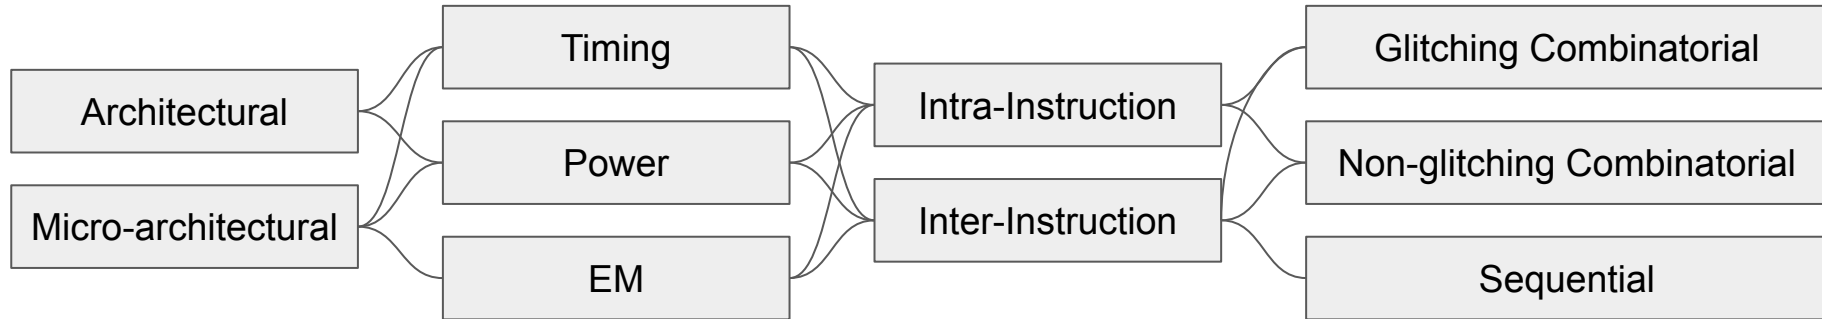 Architectural
Micro-architectural
Timing
Power
EM
Intra-Instruction
Inter-Instruction
Glitching Combinatorial
Non-glitching Combinatorial
Sequential